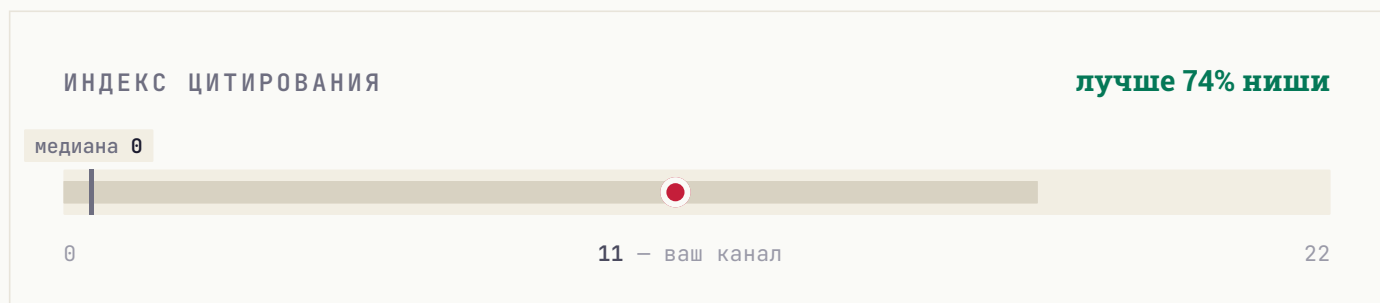 ИНДЕКС ЦИТИРОВАНИЯ
лучше 74% ниши
медиана 0
0
11 — ваш канал
22